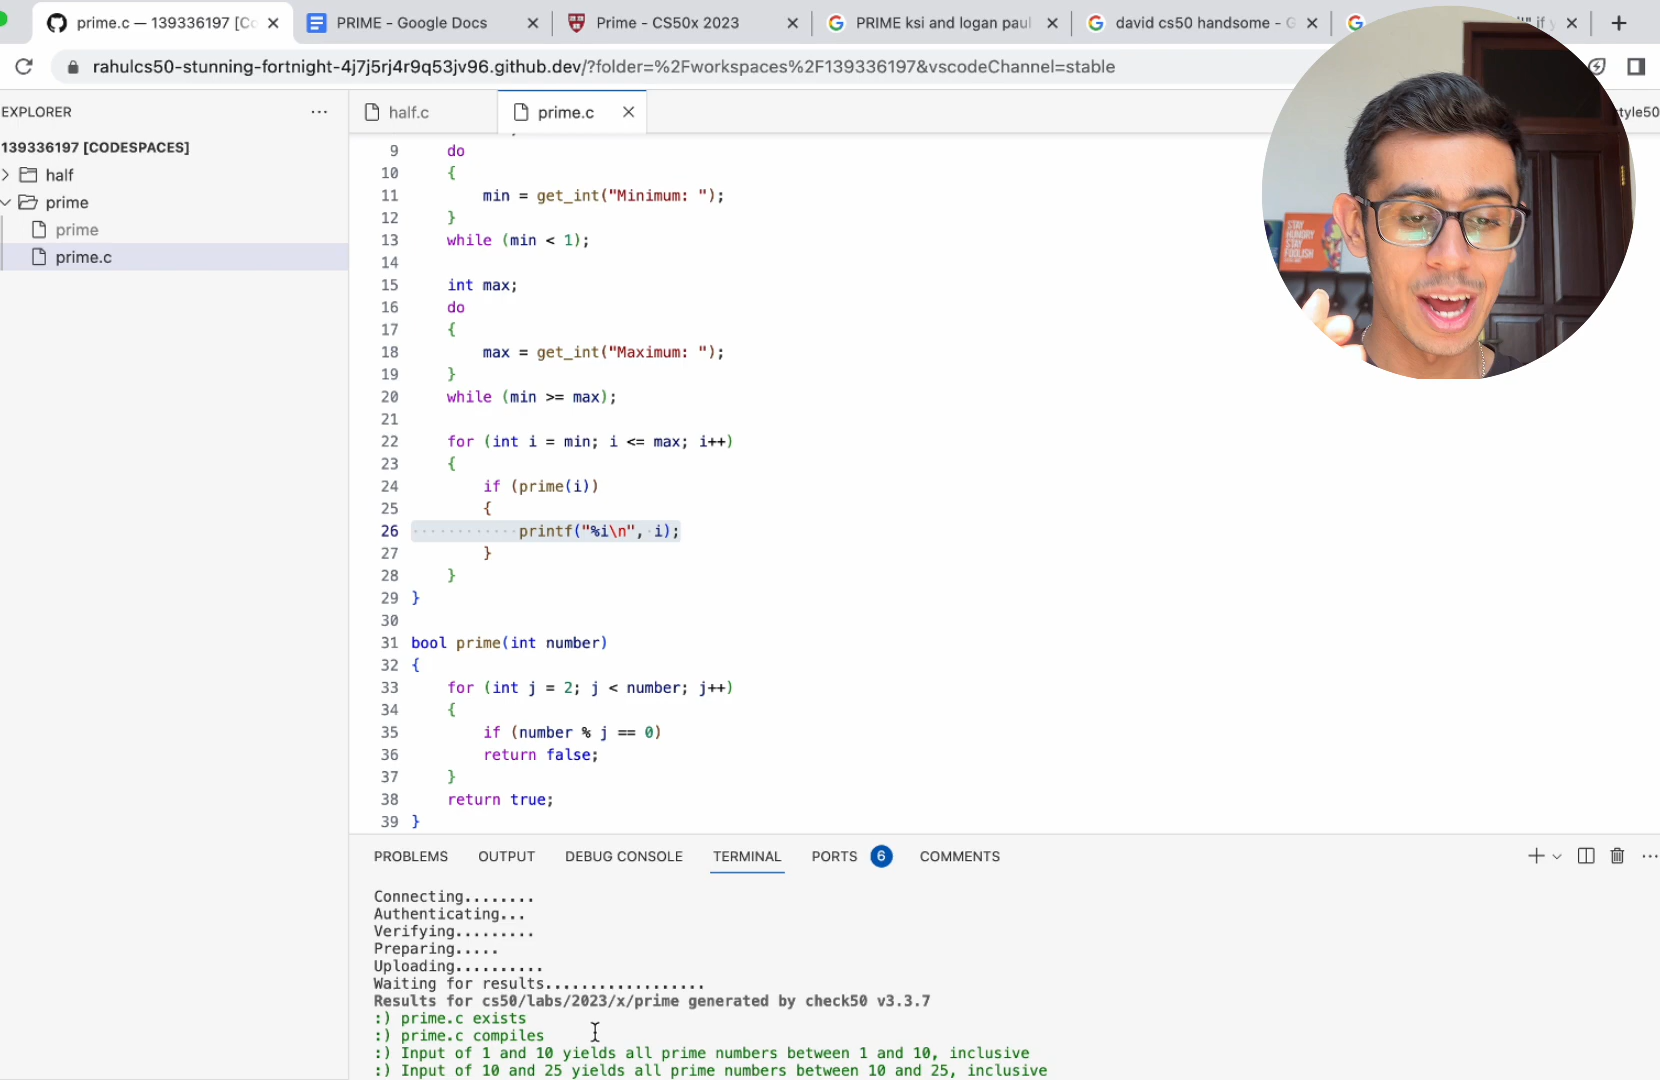 prime.c — 139336197 [Co
PRIME - Google Docs
Prime - CS50x 2023
PRIME ksi and logan paul
david cs50 handsome - G
if y
rahulcs50-stunning-fortnight-4j7j5rj4r9q53jv96.github.dev/?folder=%2Fworkspaces%2F139336197&vscodeChannel=stable
EXPLORER
half.c
prime.c
tyle50
139336197 [CODESPACES]
half
prime
prime
prime.c
STAY
HUNGRY
STAY
FOOLISH
9 do
10 {
11 min = get_int("Minimum: ");
12 }
13 while (min < 1);
14
15 int max;
16 do
17 {
18 max = get_int("Maximum: ");
19 }
20 while (min >= max);
21
22 for (int i = min; i <= max; i++)
23 {
24 if (prime(i))
25 {
26 printf("%i\n", i);
27 }
28 }
29 }
30
31 bool prime(int number)
32 {
33 for (int j = 2; j < number; j++)
34 {
35 if (number % j == 0)
36 return false;
37 }
38 return true;
39 }
PROBLEMS OUTPUT DEBUG CONSOLE TERMINAL PORTS 6 COMMENTS
Connecting........
Authenticating...
Verifying.........
Preparing.....
Uploading..........
Waiting for results..................
Results for cs50/labs/2023/x/prime generated by check50 v3.3.7
:) prime.c exists
:) prime.c compiles
:) Input of 1 and 10 yields all prime numbers between 1 and 10, inclusive
:) Input of 10 and 25 yields all prime numbers between 10 and 25, inclusive